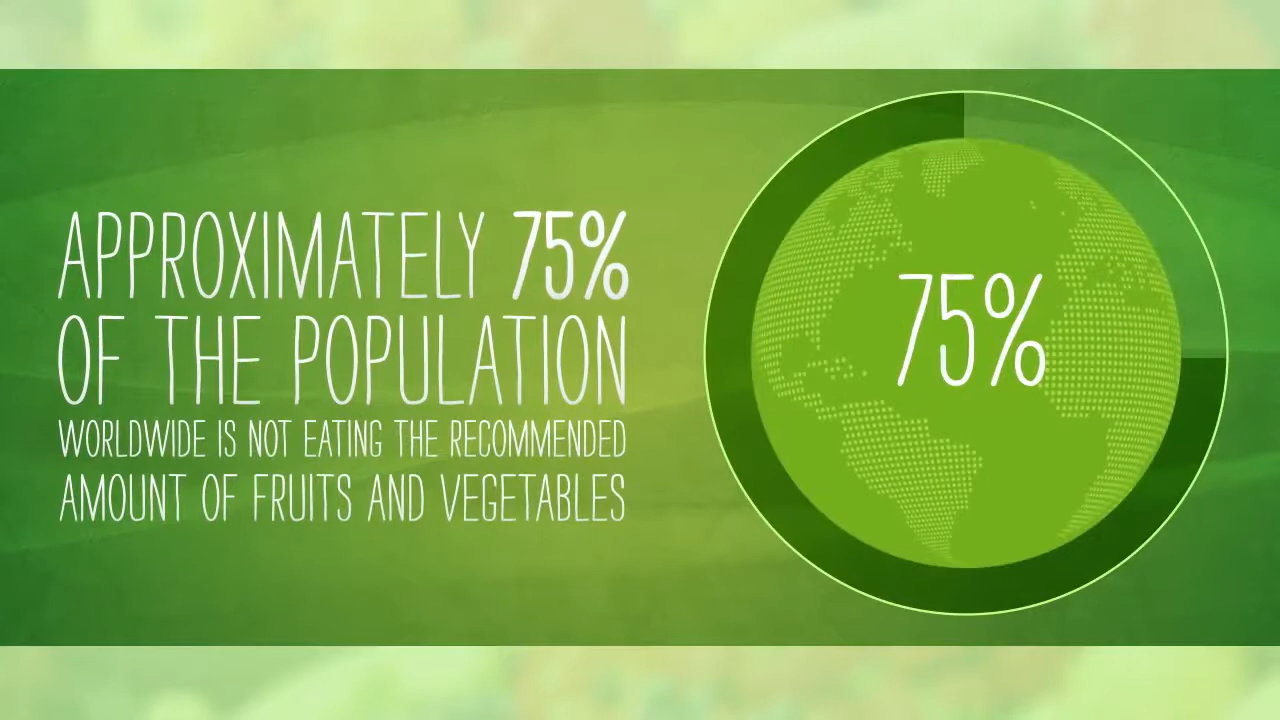 APPROXIMATELY 75%
OF THE POPULATION
WORLDWIDE IS NOT EATING THE RECOMMENDED
AMOUNT OF FRUITS AND VEGETABLES
75%